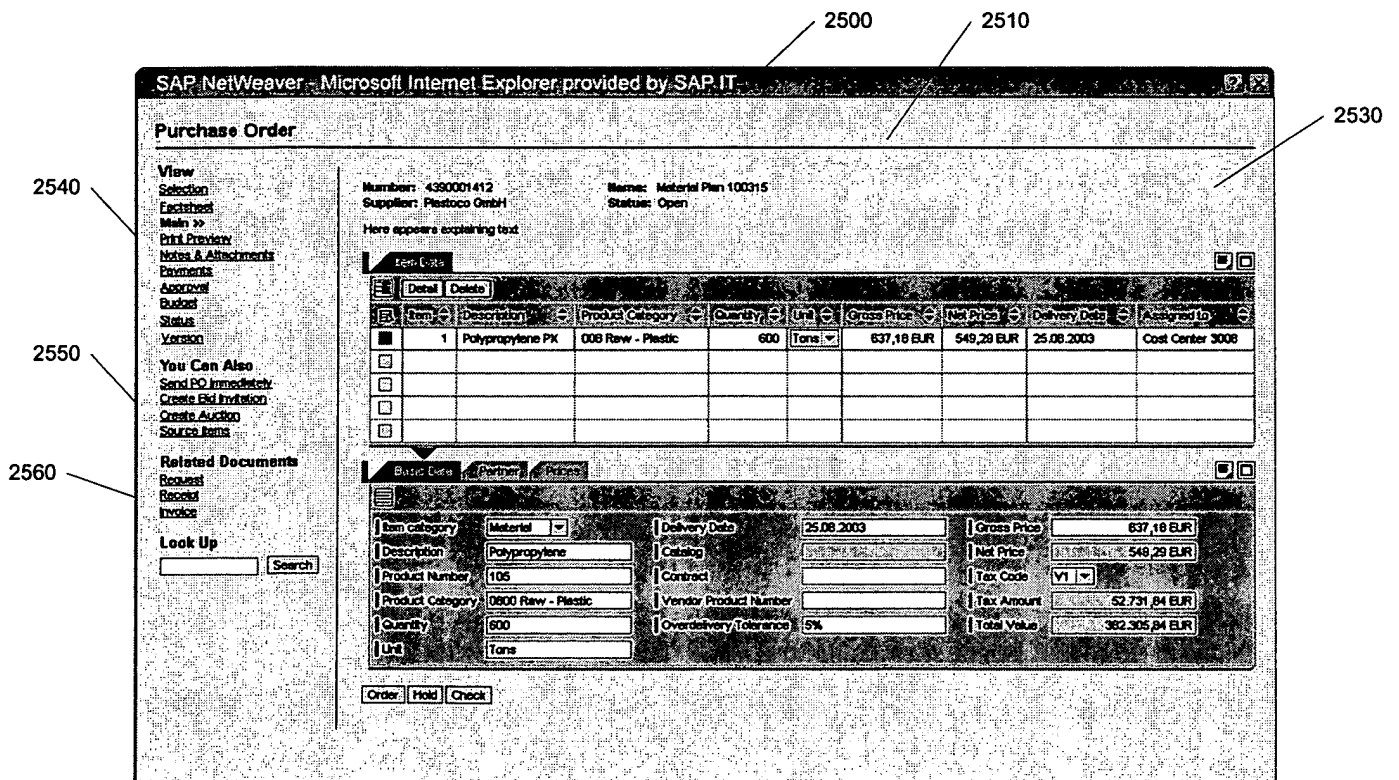 2500 2510
SAP NetWeaver - Microsoft Internet Explorer provided by SAP IT
2530
Purchase Order
2540
View
Selection
Factsheet
Main >>
Print Preview
Notes & Attachments
Payments
Approval
Budget
Status
Version
2550
You Can Also
Send PO Immediately
Create Bid Invitation
Create Auction
Source Items
2560
Related Documents
Request
Receipt
Invoice
Look Up
Search
Number: 4390001412 Name: Material Plan 100315
Supplier: Plastoco GmbH Status: Open
Here appears explaining text
Item Data
Detail Delete
Item Description Product Category Quantity Unit Gross Price Net Price Delivery Date Assigned to
1 Polypropylene PX 008 Raw - Plastic 600 Tons 637,18 EUR 549,29 EUR 25.08.2003 Cost Center 3008
Basic Data Partner Prices
Item category Material Delivery Date 25.08.2003 Gross Price 637,18 EUR
Description Polypropylene Catalog Net Price 548,29 EUR
Product Number 105 Contract Tax Code V1
Product Category 0800 Raw - Plastic Vendor Product Number Tax Amount 52.731,84 EUR
Quantity 600 Overdelivery Tolerance 5% Total Value 382.305,84 EUR
Unit Tons
Order Hold Check